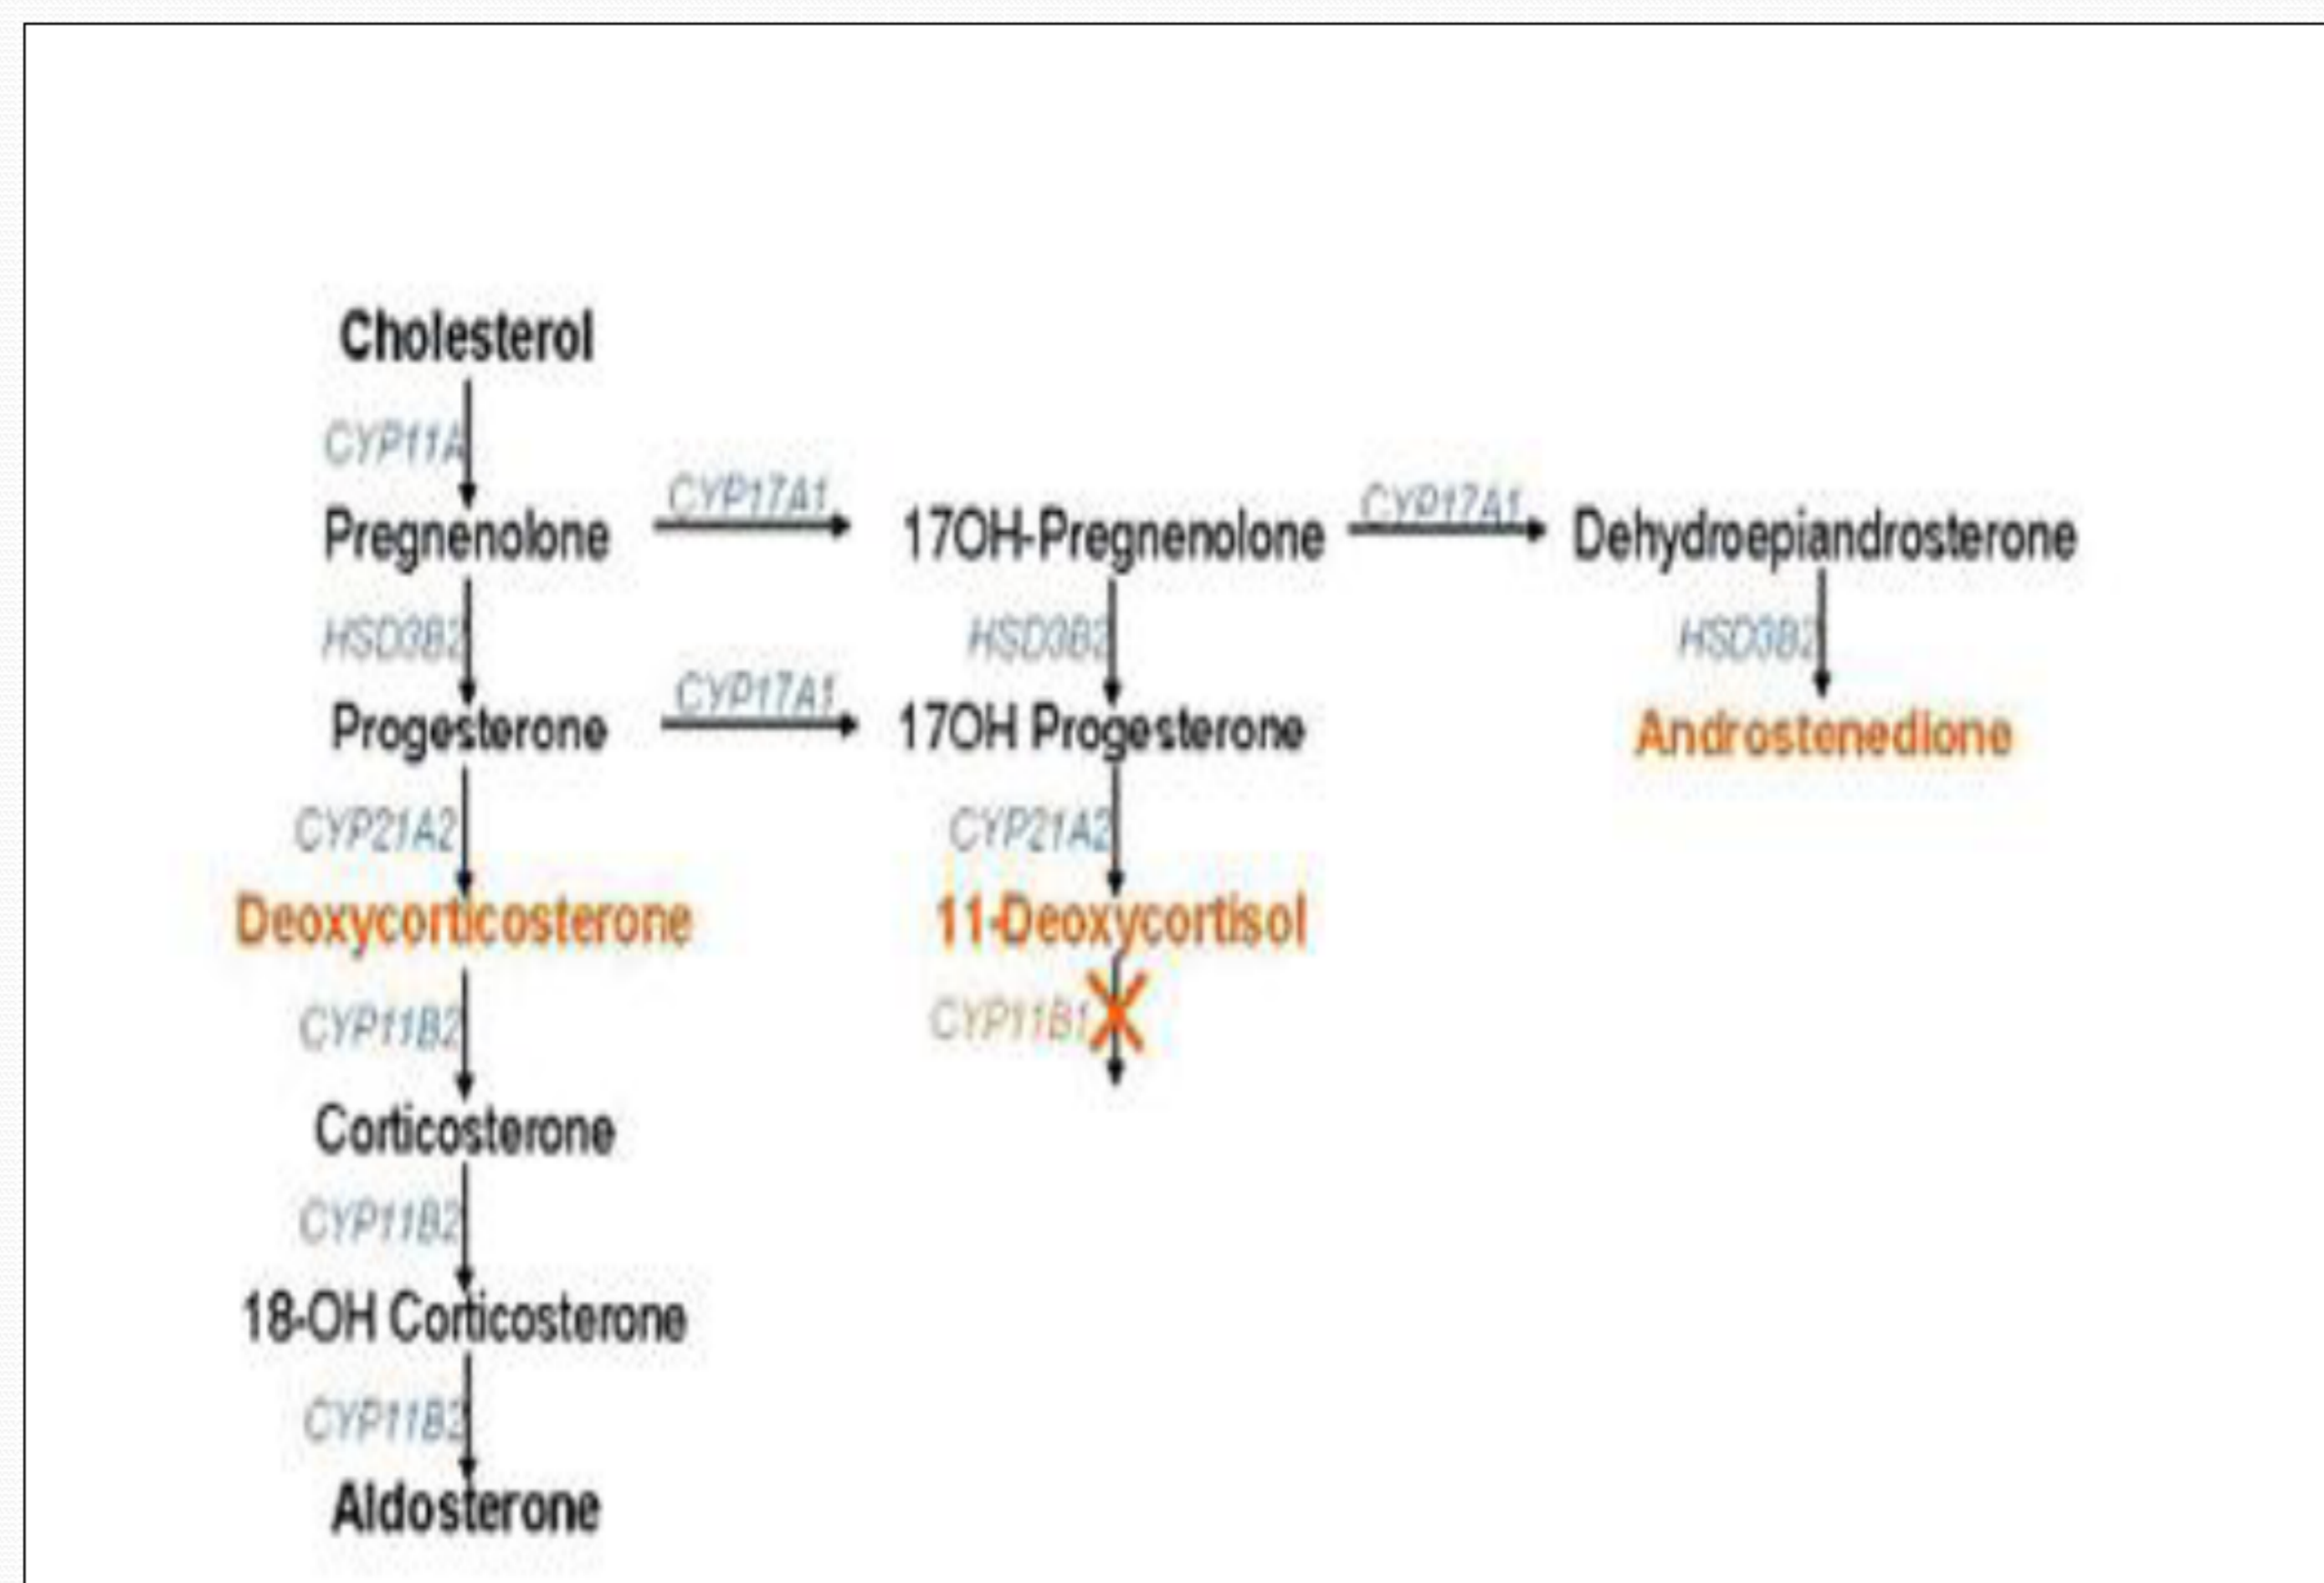 Cholesterol
CYP11A
Pregnenolone CYP17A1 17OH-Pregnenolone CYP17A1 Dehydroepiandrosterone
HSD3B2 HSD3B2 HSD3B2
Progesterone CYP17A1 17OH Progesterone Androstenedione
CYP21A2 CYP21A2
Deoxycorticosterone 11-Deoxycortisol
CYP11B2 CYP11B1
Corticosterone
CYP11B2
18-OH Corticosterone
CYP11B2
Aldosterone